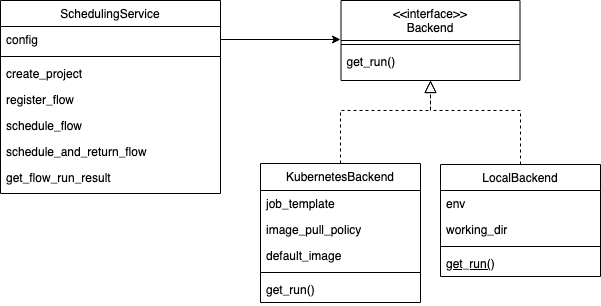 SchedulingService
config
create_project
register_flow
schedule_flow
schedule_and_return_flow
get_flow_run_result
<<interface>>
Backend
get_run()
KubernetesBackend
job_template
image_pull_policy
default_image
get_run()
LocalBackend
env
working_dir
get_run()